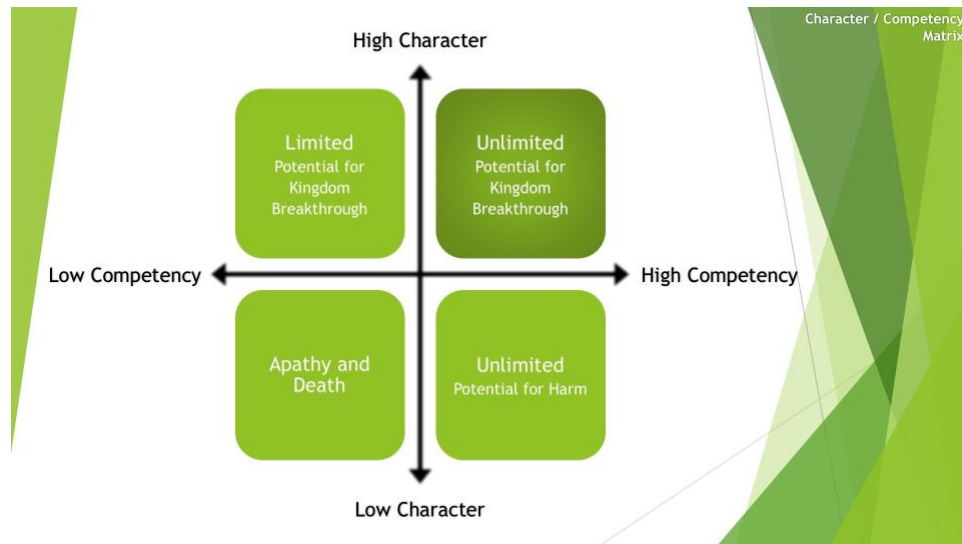 Character / Competency
Matrix
High Character
Limited
Potential for
Kingdom
Breakthrough
Unlimited
Potential for
Kingdom
Breakthrough
Low Competency
High Competency
Apathy and
Death
Unlimited
Potential for Harm
Low Character